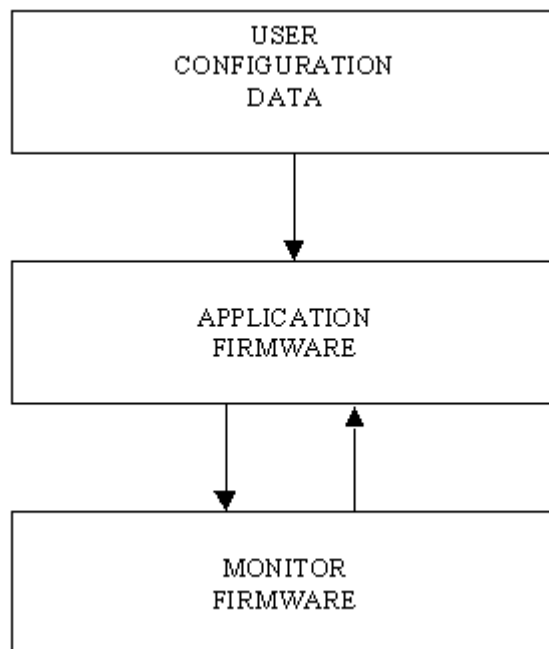 USER
CONFIGURATION
DATA
APPLICATION
FIRMWARE
MONITOR
FIRMWARE